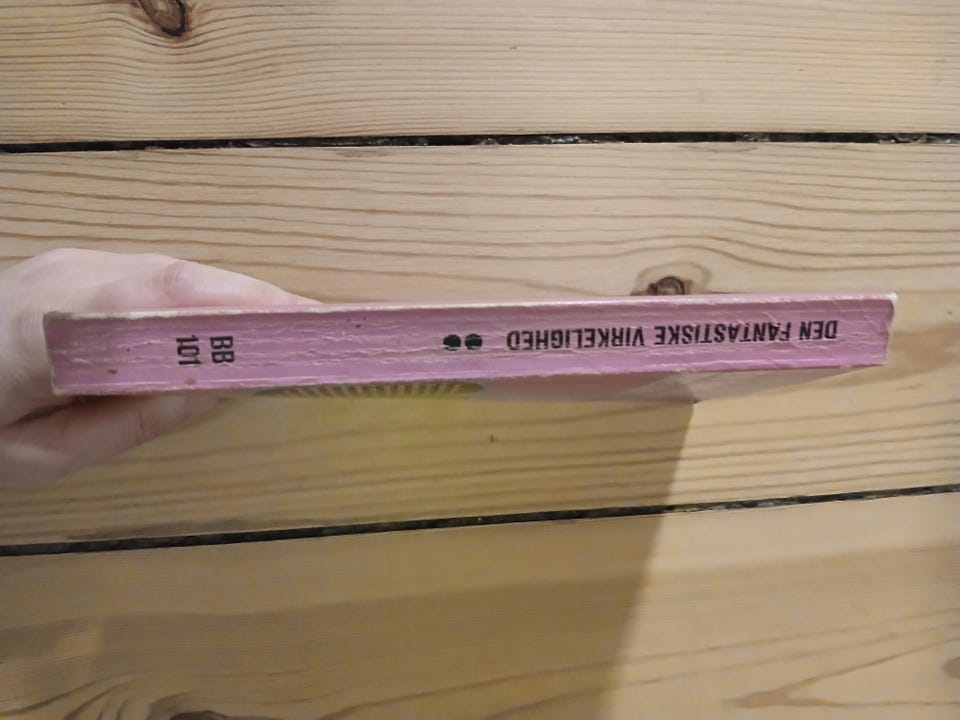 DEN FANTASTISKE VIRKELIGHED
BB
101